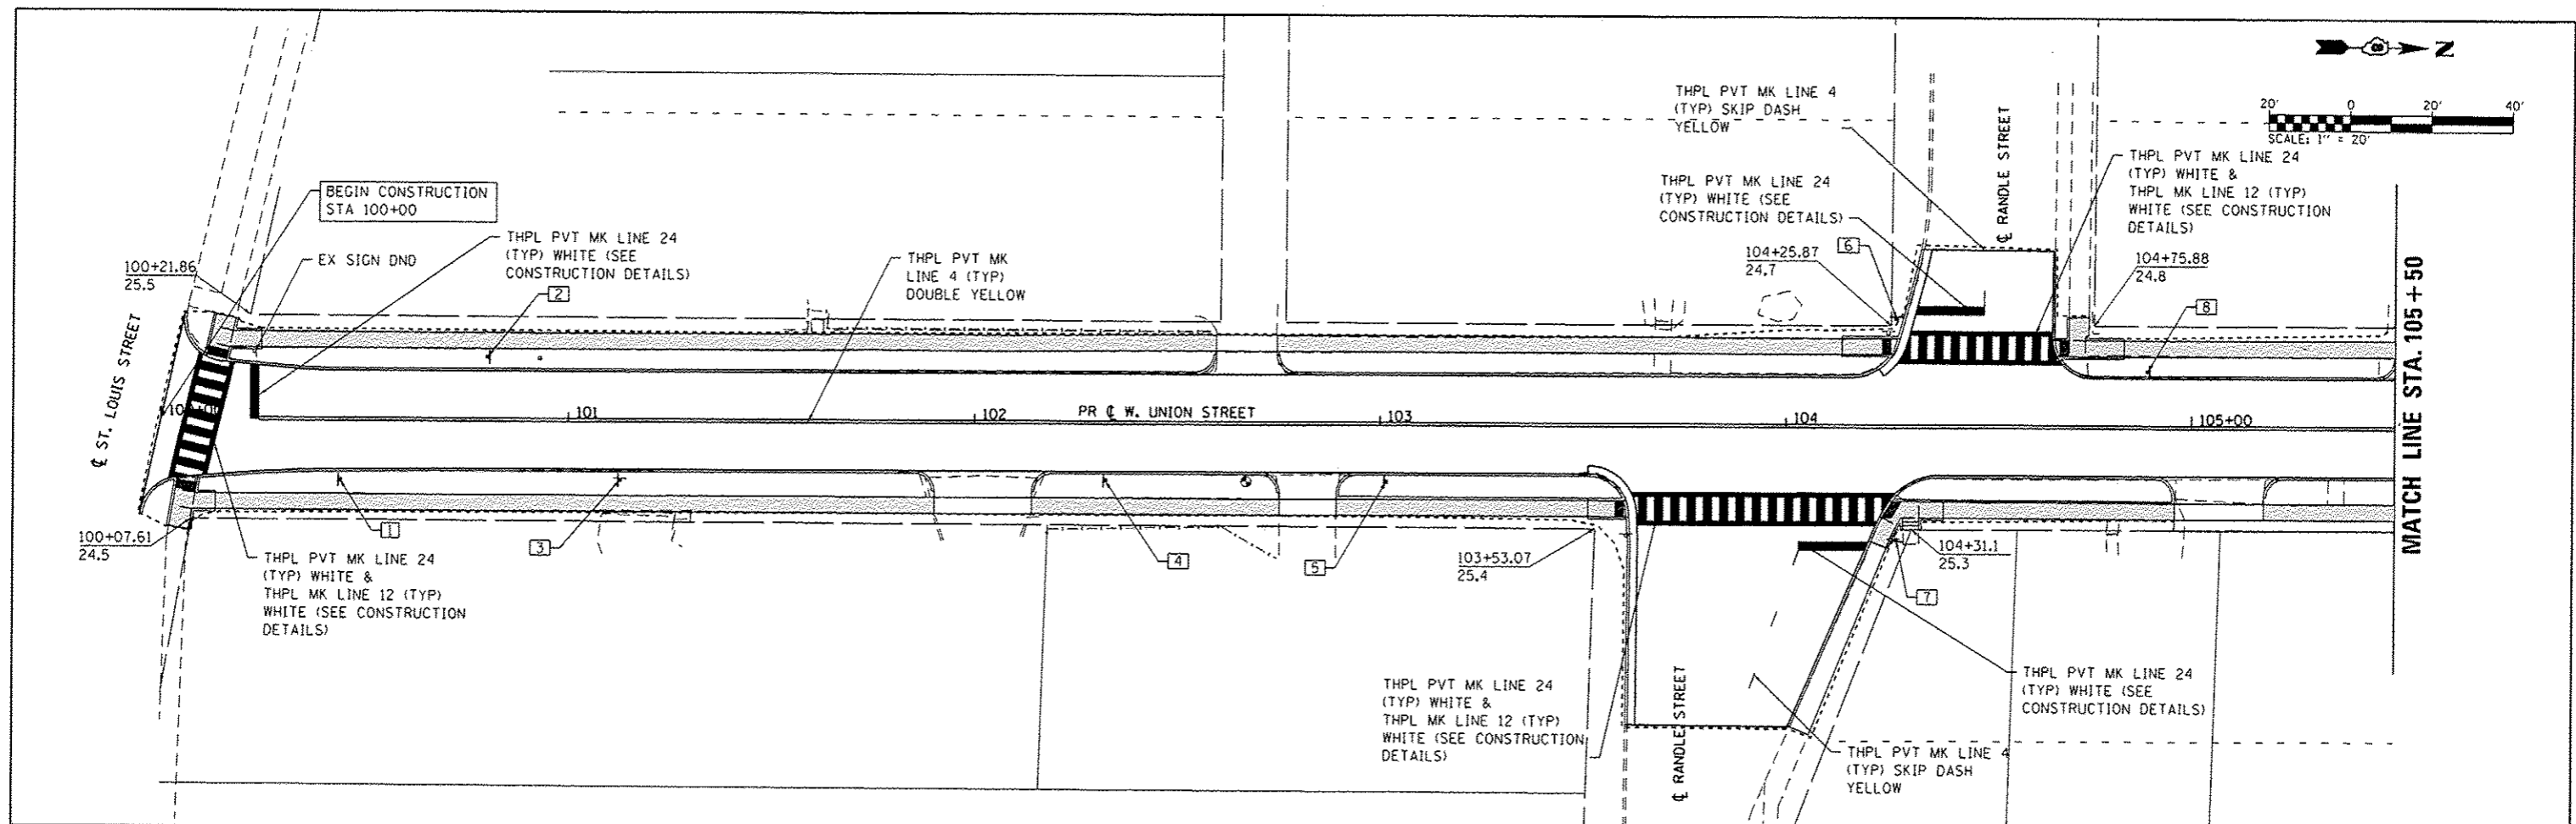 N
20' 0 20' 40'
SCALE: 1" = 20'
THPL PVT MK LINE 4
(TYP) SKIP DASH
YELLOW
℄ RANDLE STREET
THPL PVT MK LINE 24
(TYP) WHITE &
THPL MK LINE 12 (TYP)
WHITE (SEE CONSTRUCTION
DETAILS)
THPL PVT MK LINE 24
(TYP) WHITE (SEE
CONSTRUCTION DETAILS)
BEGIN CONSTRUCTION
STA 100+00
THPL PVT MK LINE 24
(TYP) WHITE (SEE
CONSTRUCTION DETAILS)
EX SIGN DND
THPL PVT MK
LINE 4 (TYP)
DOUBLE YELLOW
100+21.86
25.5
2
104+25.87
24.7
6
104+75.88
24.8
8
MATCH LINE STA. 105+50
℄ ST. LOUIS STREET
100+00
101
102
PR ℄ W. UNION STREET
103
104
105+00
100+07.61
24.5
1
3
4
5
103+53.07
25.4
104+31.1
25.3
7
THPL PVT MK LINE 24
(TYP) WHITE &
THPL MK LINE 12 (TYP)
WHITE (SEE CONSTRUCTION
DETAILS)
THPL PVT MK LINE 24
(TYP) WHITE &
THPL MK LINE 12 (TYP)
WHITE (SEE CONSTRUCTION
DETAILS)
℄ RANDLE STREET
THPL PVT MK LINE 24
(TYP) WHITE (SEE
CONSTRUCTION DETAILS)
THPL PVT MK LINE 4
(TYP) SKIP DASH
YELLOW